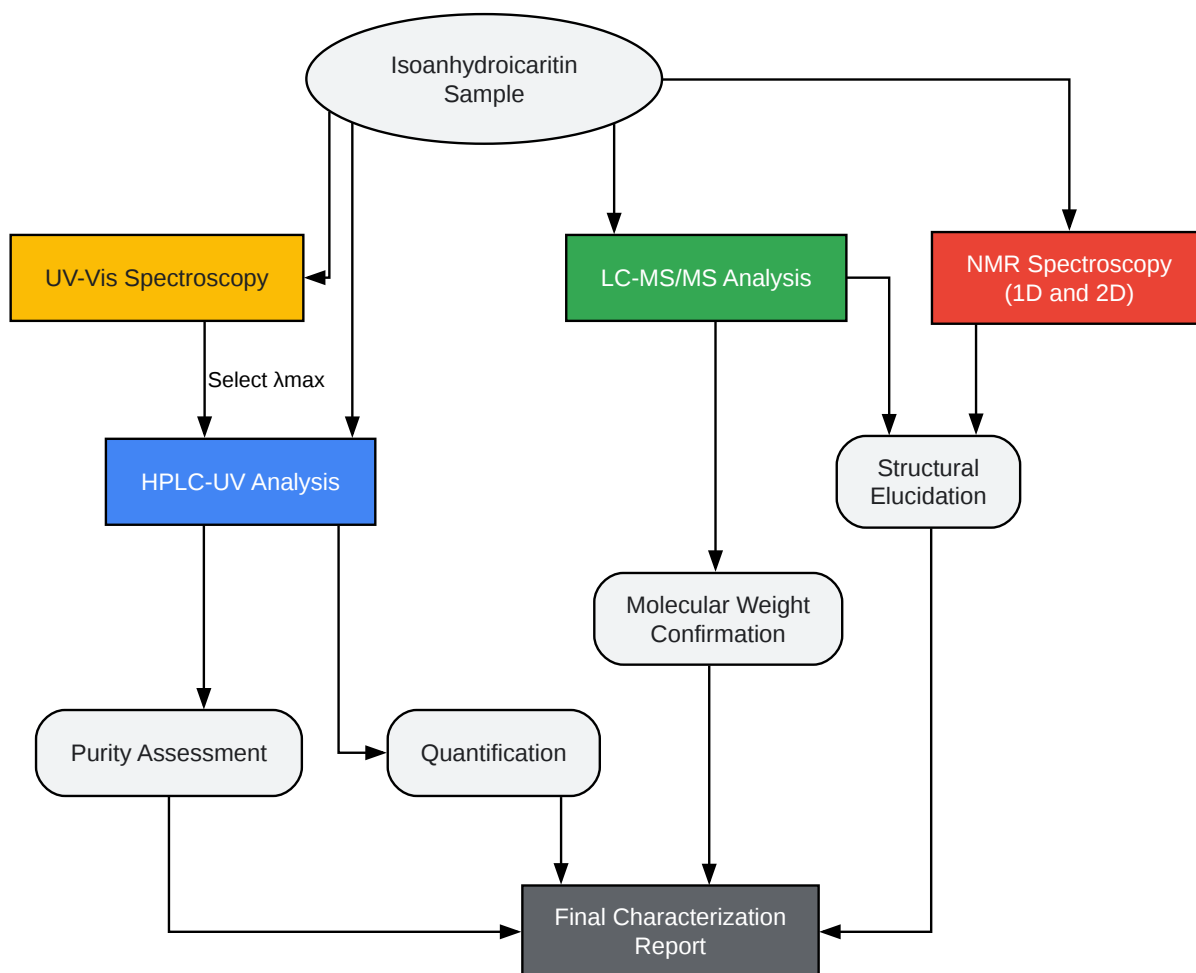 Isoanhydroicaritin
Sample
UV-Vis Spectroscopy
LC-MS/MS Analysis
NMR Spectroscopy
(1D and 2D)
Select λmax
HPLC-UV Analysis
Structural
Elucidation
Molecular Weight
Confirmation
Purity Assessment
Quantification
Final Characterization
Report